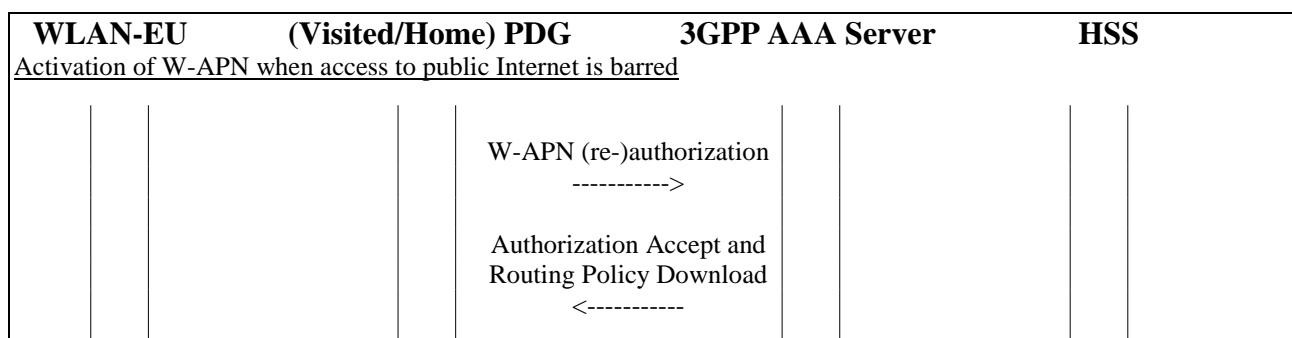 WLAN-EU (Visited/Home) PDG 3GPP AAA Server HSS
Activation of W-APN when access to public Internet is barred
W-APN (re-)authorization
----------->
Authorization Accept and
Routing Policy Download
<-----------